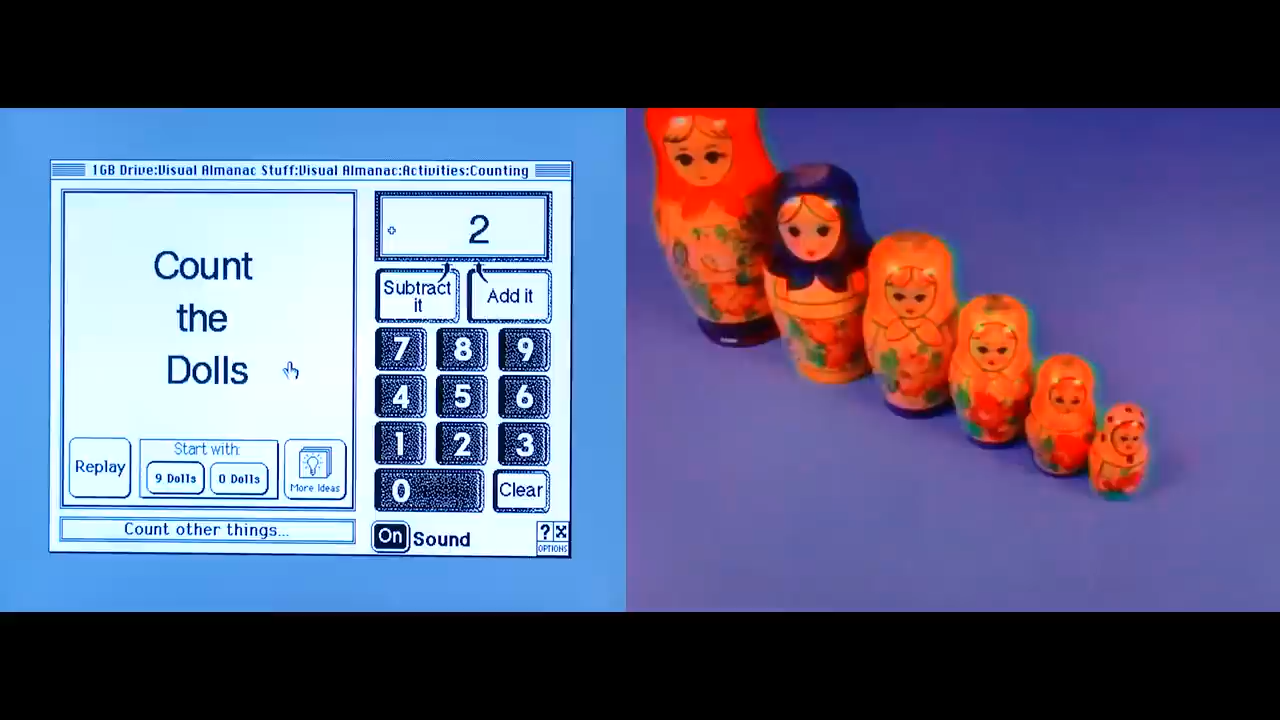 1GB Drive:Visual Almanac Stuff:Visual Almanac:Activities:Counting
Count
the
Dolls
+ 2
Subtract
it
Add it
7 8 9
4 5 6
1 2 3
0 Clear
Replay
Start with:
9 Dolls 0 Dolls
More Ideas
Count other things...
On Sound
?
OPTIONS